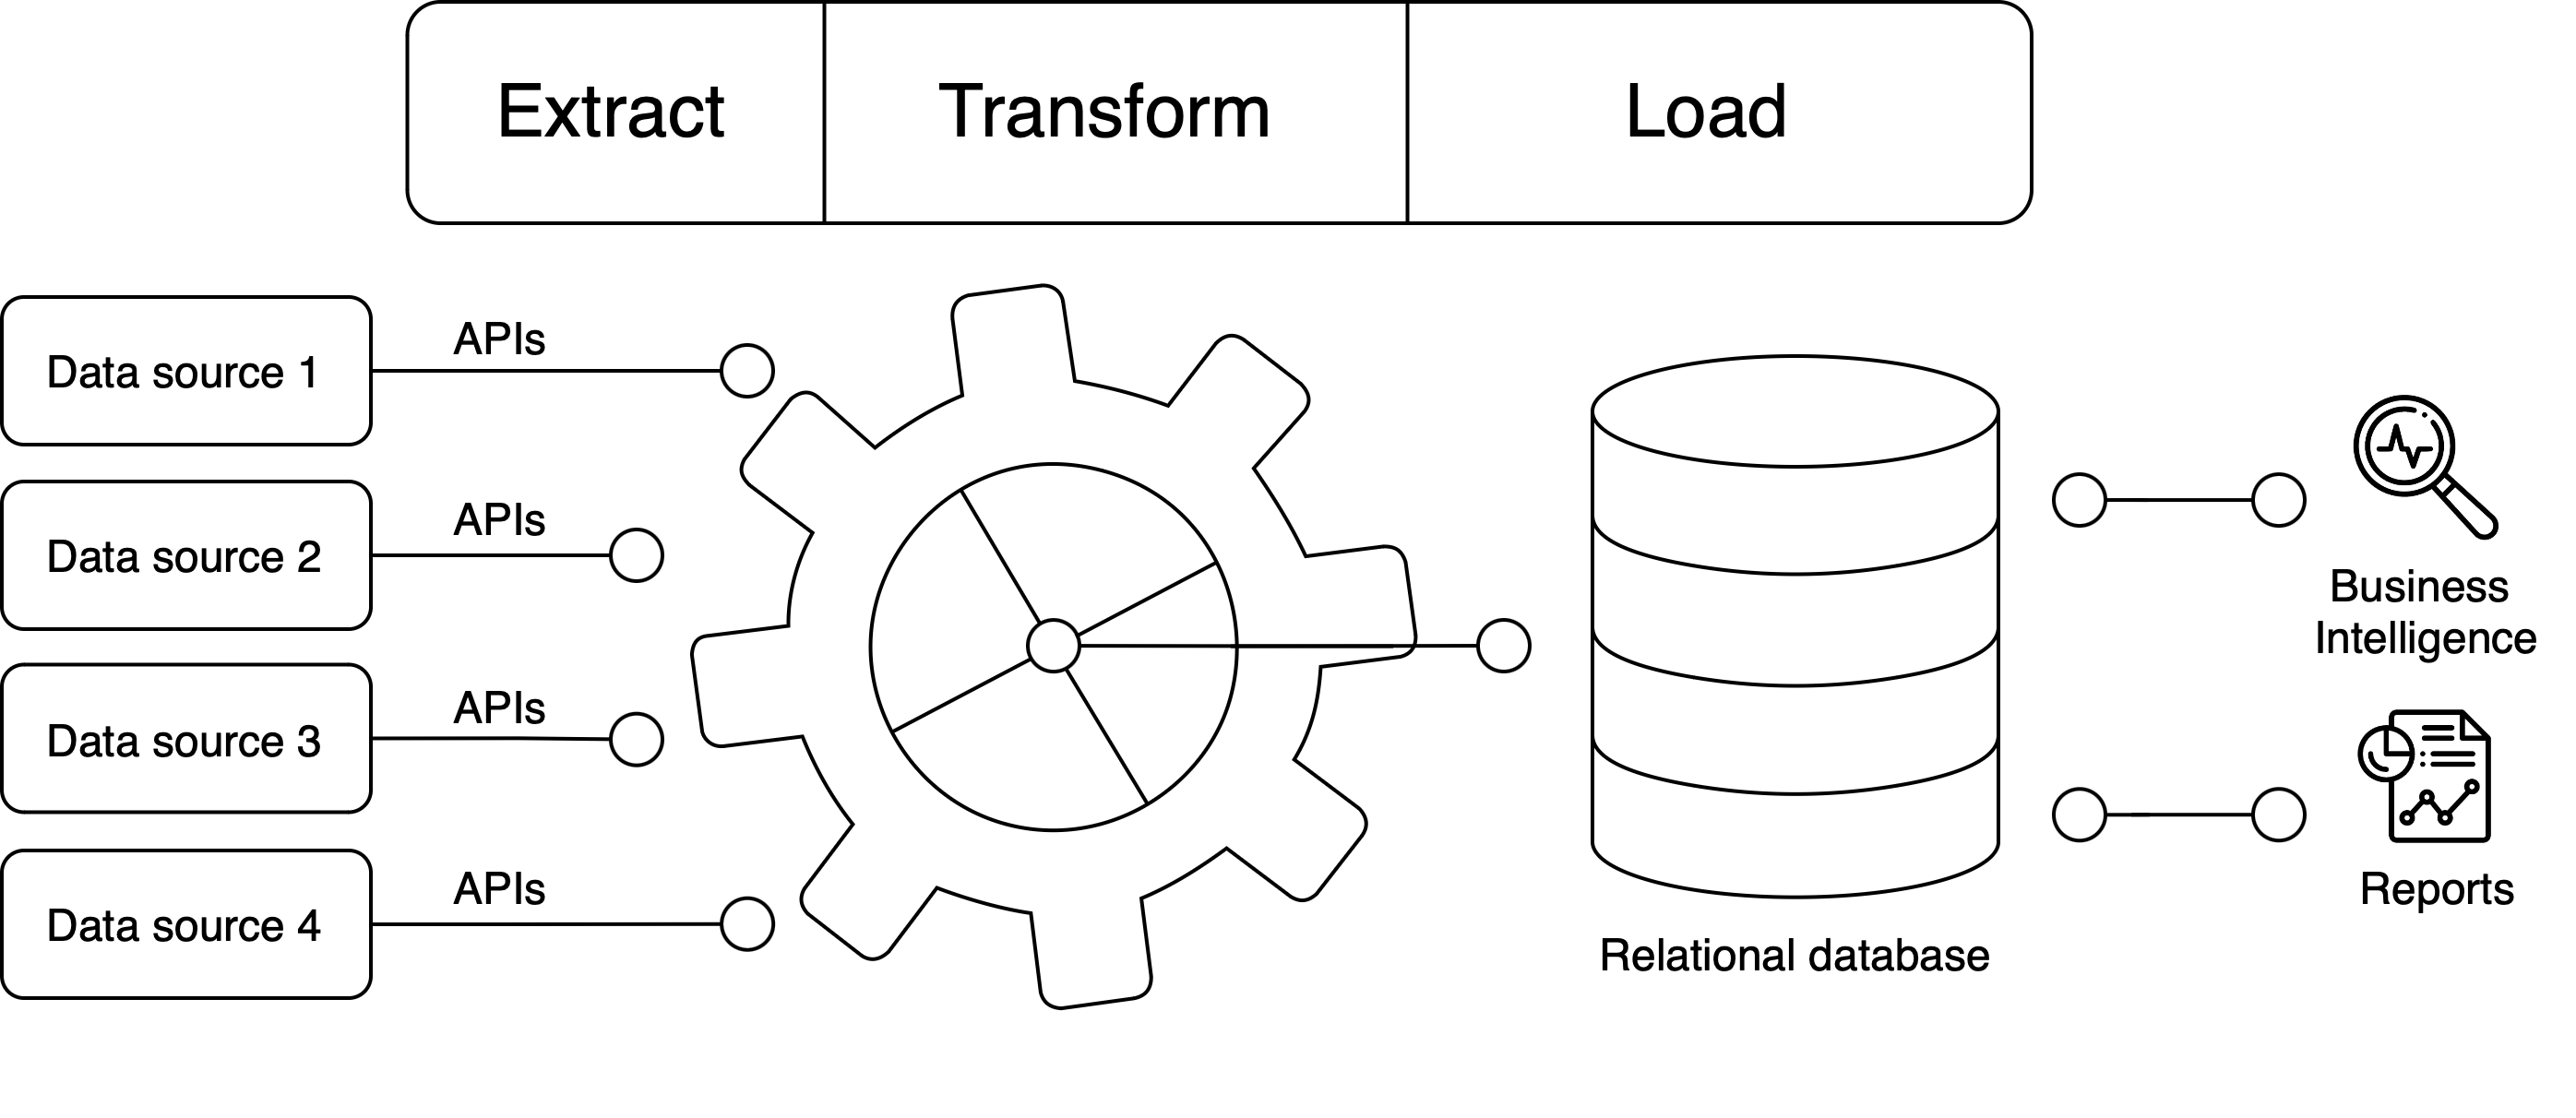 Extract
Transform
Load
Data source 1
APIs
Data source 2
APIs
Data source 3
APIs
Data source 4
APIs
Relational database
Business
Intelligence
Reports